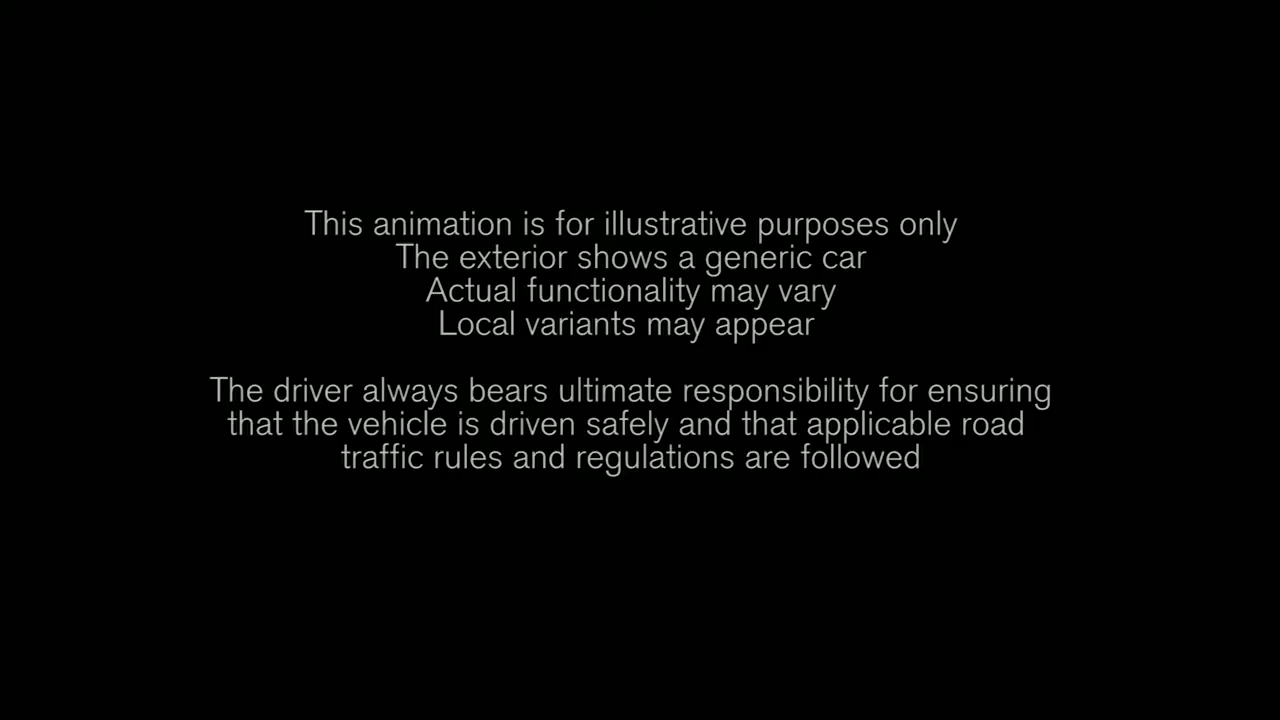 This animation is for illustrative purposes only
The exterior shows a generic car
Actual functionality may vary
Local variants may appear
The driver always bears ultimate responsibility for ensuring
that the vehicle is driven safely and that applicable road
traffic rules and regulations are followed